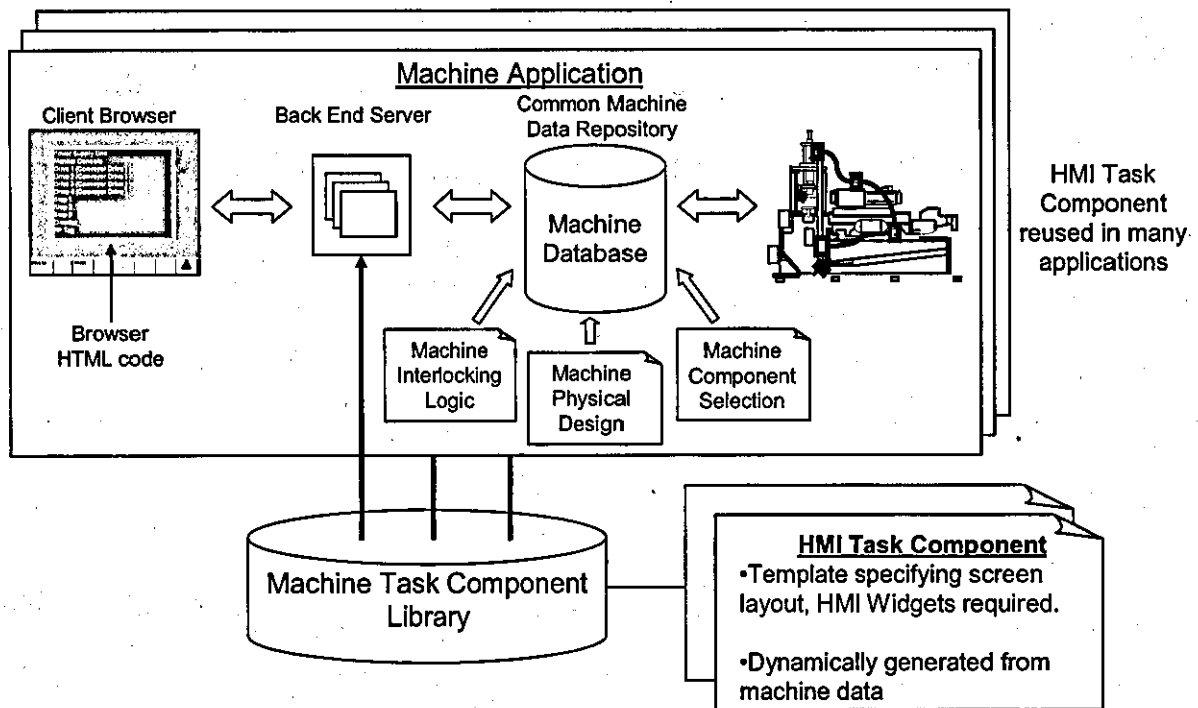 Machine Application
Client Browser
Back End Server
Common Machine
Data Repository
Machine
Database
HMI Task
Component
reused in many
applications
Browser
HTML code
Machine
Interlocking
Logic
Machine
Physical
Design
Machine
Component
Selection
Machine Task Component
Library
HMI Task Component
•Template specifying screen
layout, HMI Widgets required.
•Dynamically generated from
machine data